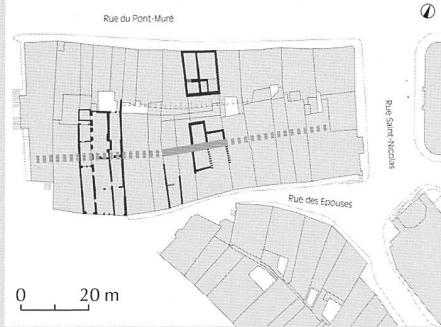 Rue du Pont-Muré
Rue Saint-Nicolas
Rue des Epouses
0 20 m